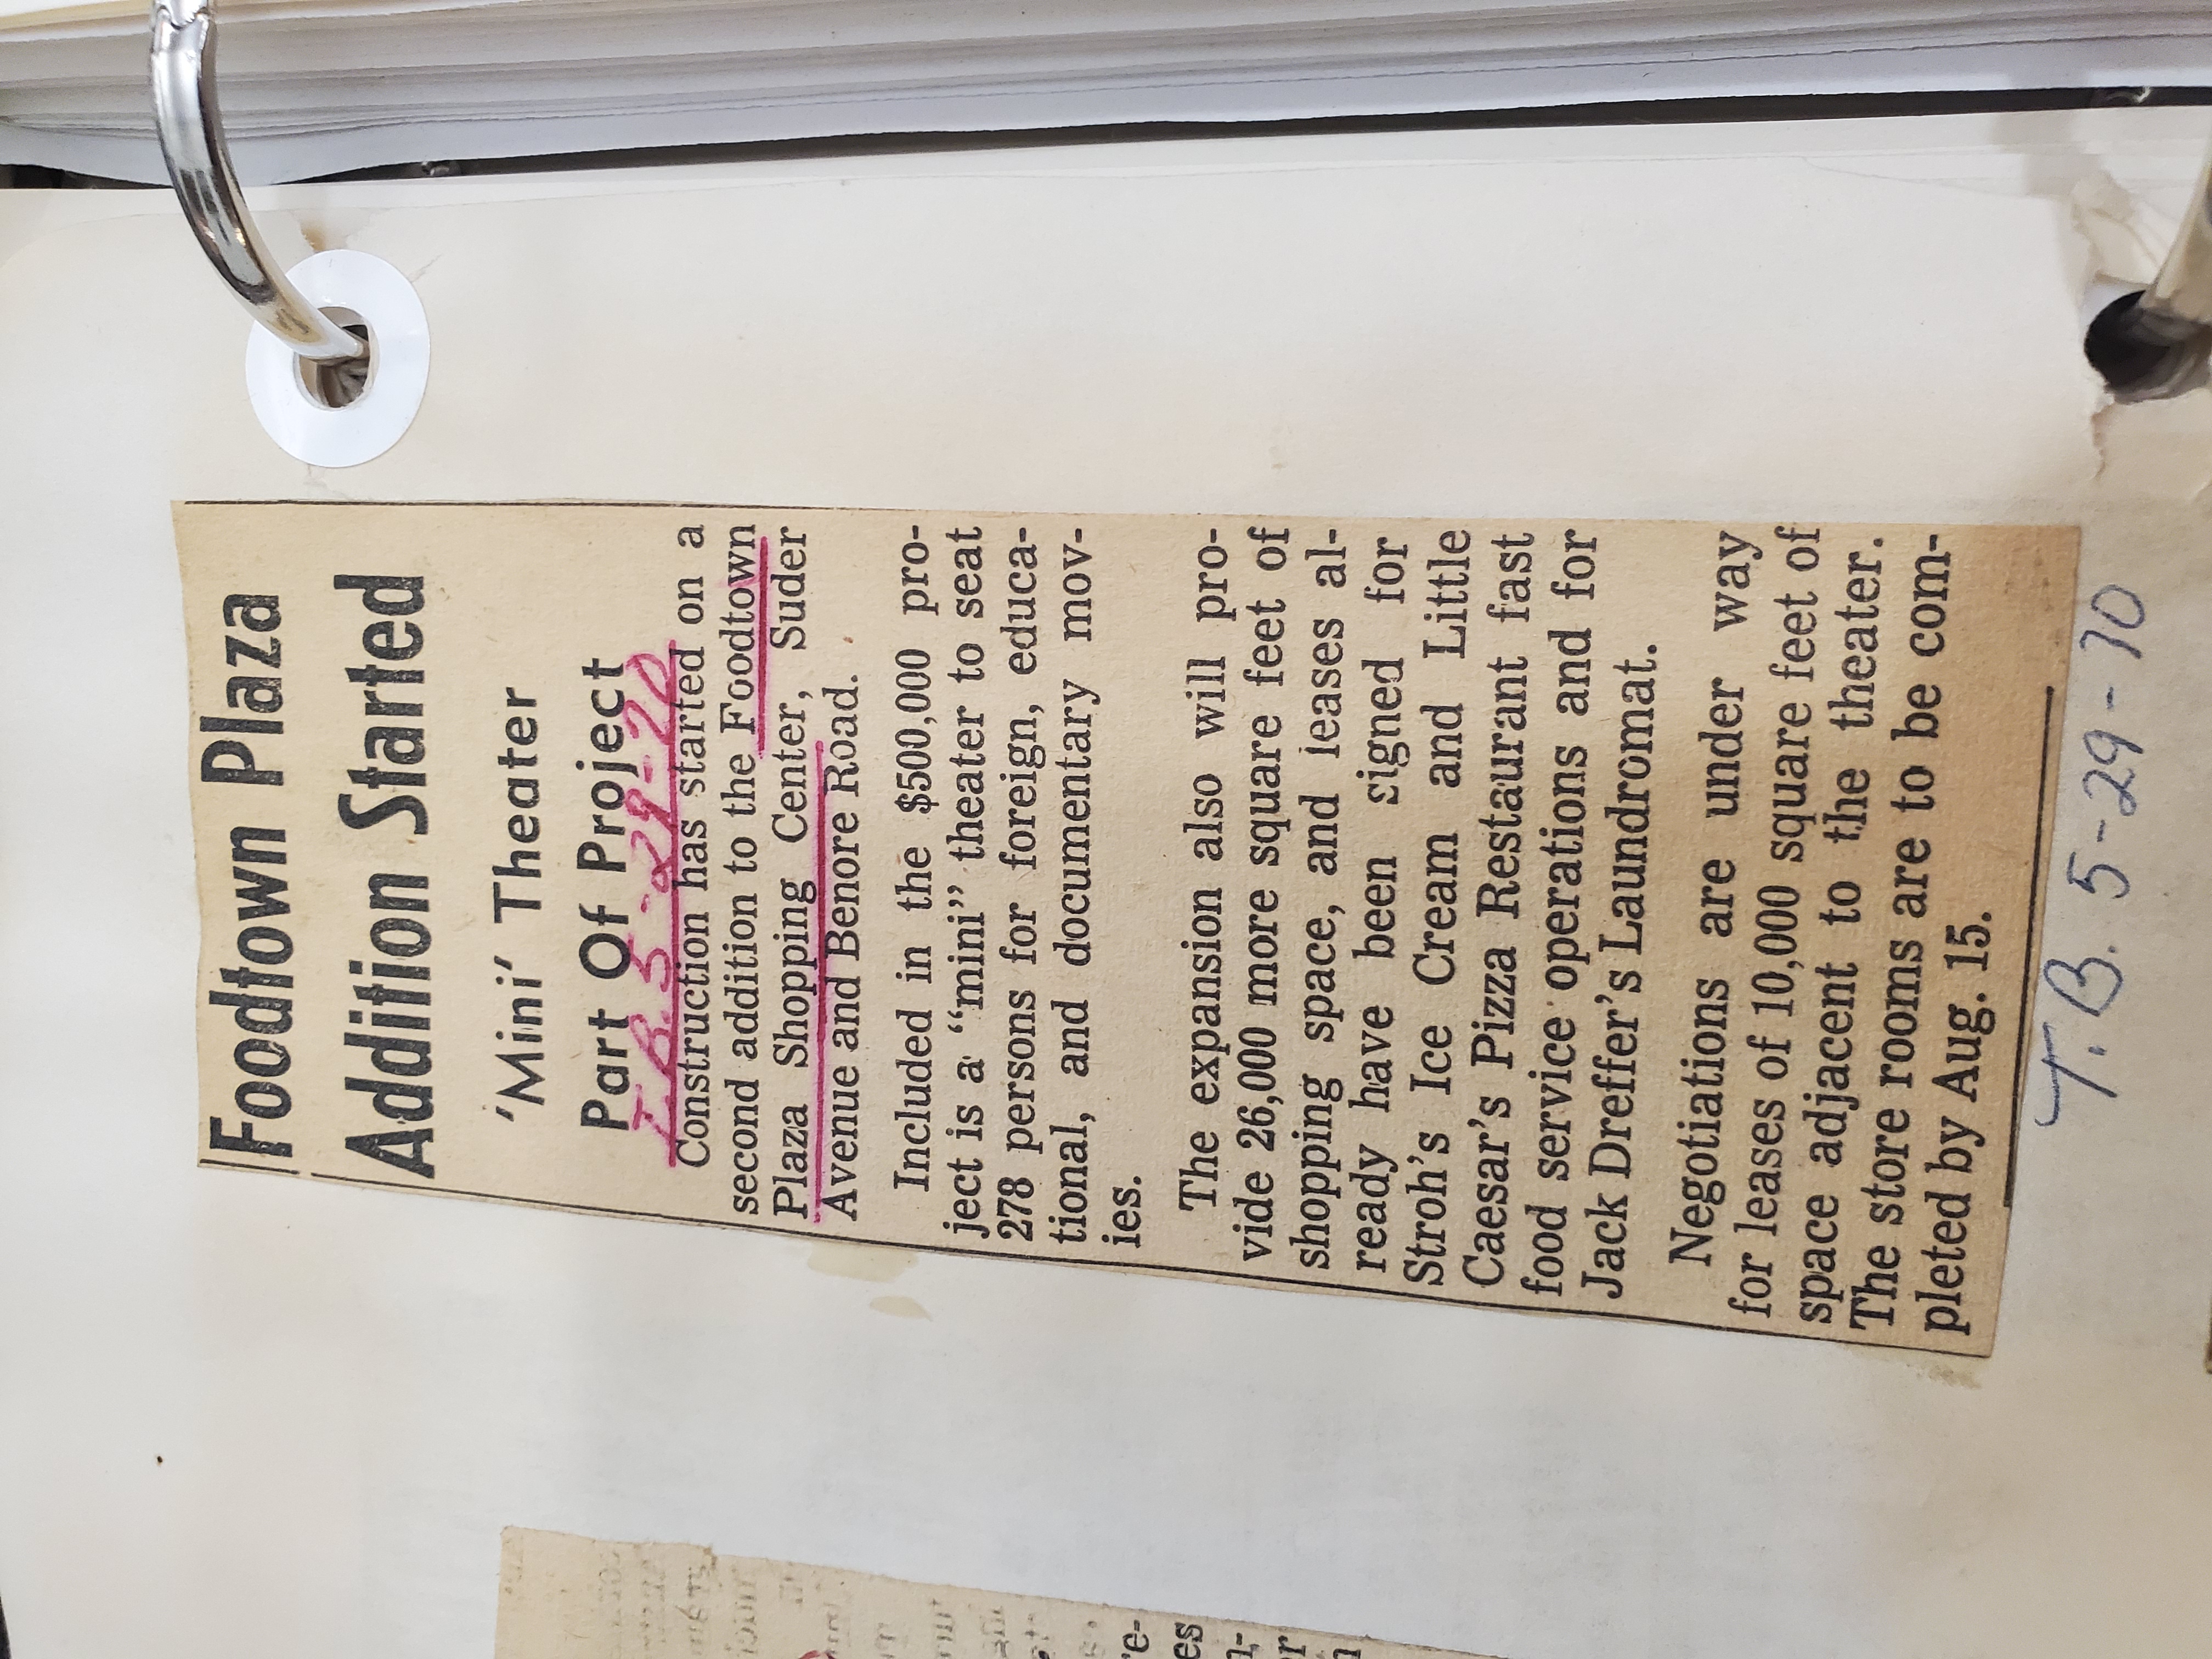 Foodtown Plaza
Addition Started
'Mini' Theater
Part Of Project
T.B. 5-29-70
Construction has started on a
second addition to the Foodtown
Plaza Shopping Center, Suder
Avenue and Benore Road.
Included in the $500,000 pro-
ject is a “mini” theater to seat
278 persons for foreign, educa-
tional, and documentary mov-
ies.
The expansion also will pro-
vide 26,000 more square feet of
shopping space, and leases al-
ready have been signed for
Stroh's Ice Cream and Little
Caesar's Pizza Restaurant fast
food service operations and for
Jack Dreffer's Laundromat.
Negotiations are under way
for leases of 10,000 square feet of
space adjacent to the theater.
The store rooms are to be com-
pleted by Aug. 15.
T.B. 5-29-70